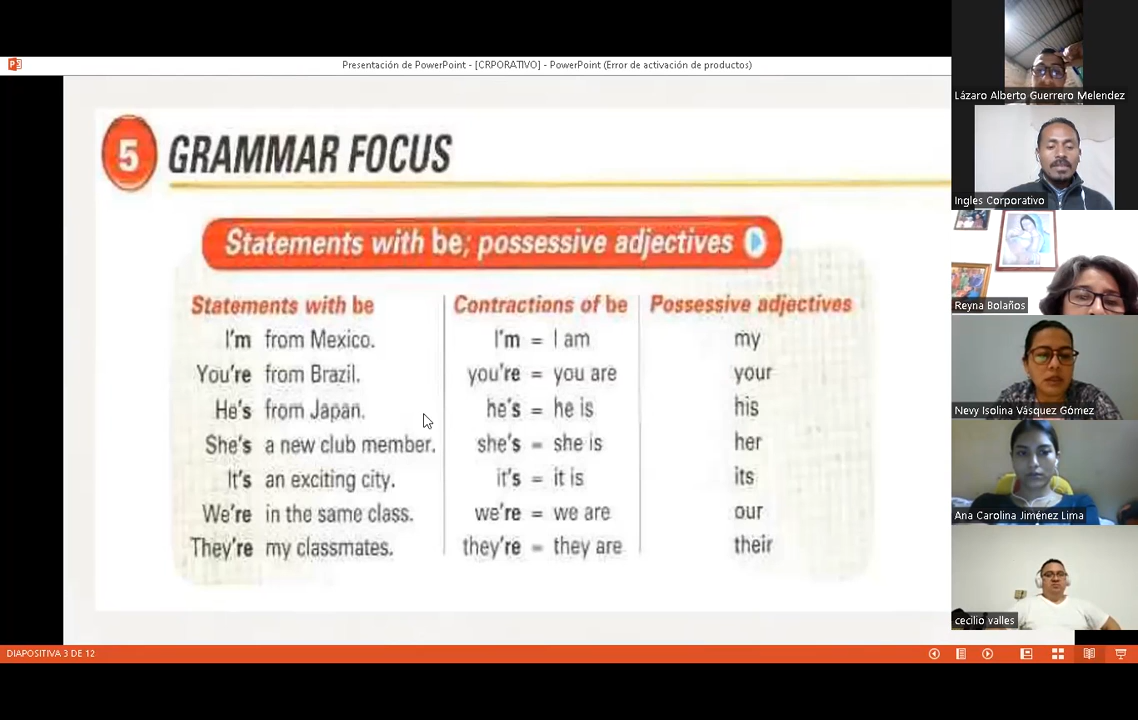 Presentación de PowerPoint - [CRPORATIVO] - PowerPoint (Error de activación de productos)
5 GRAMMAR FOCUS
Statements with be; possessive adjectives
Statements with be Contractions of be Possessive adjectives
I'm from Mexico. I'm = I am my
You're from Brazil. you're = you are your
He's from Japan. he's = he is his
She's a new club member. she's = she is her
It's an exciting city. it's = it is its
We're in the same class. we're = we are our
They're my classmates. they're = they are their
DIAPOSITIVA 3 DE 12
Lázaro Alberto Guerrero Melendez
Ingles Corporativo
Reyna Bolaños
Nevy Isolina Vásquez Gómez
Ana Carolina Jiménez Lima
cecilio valles